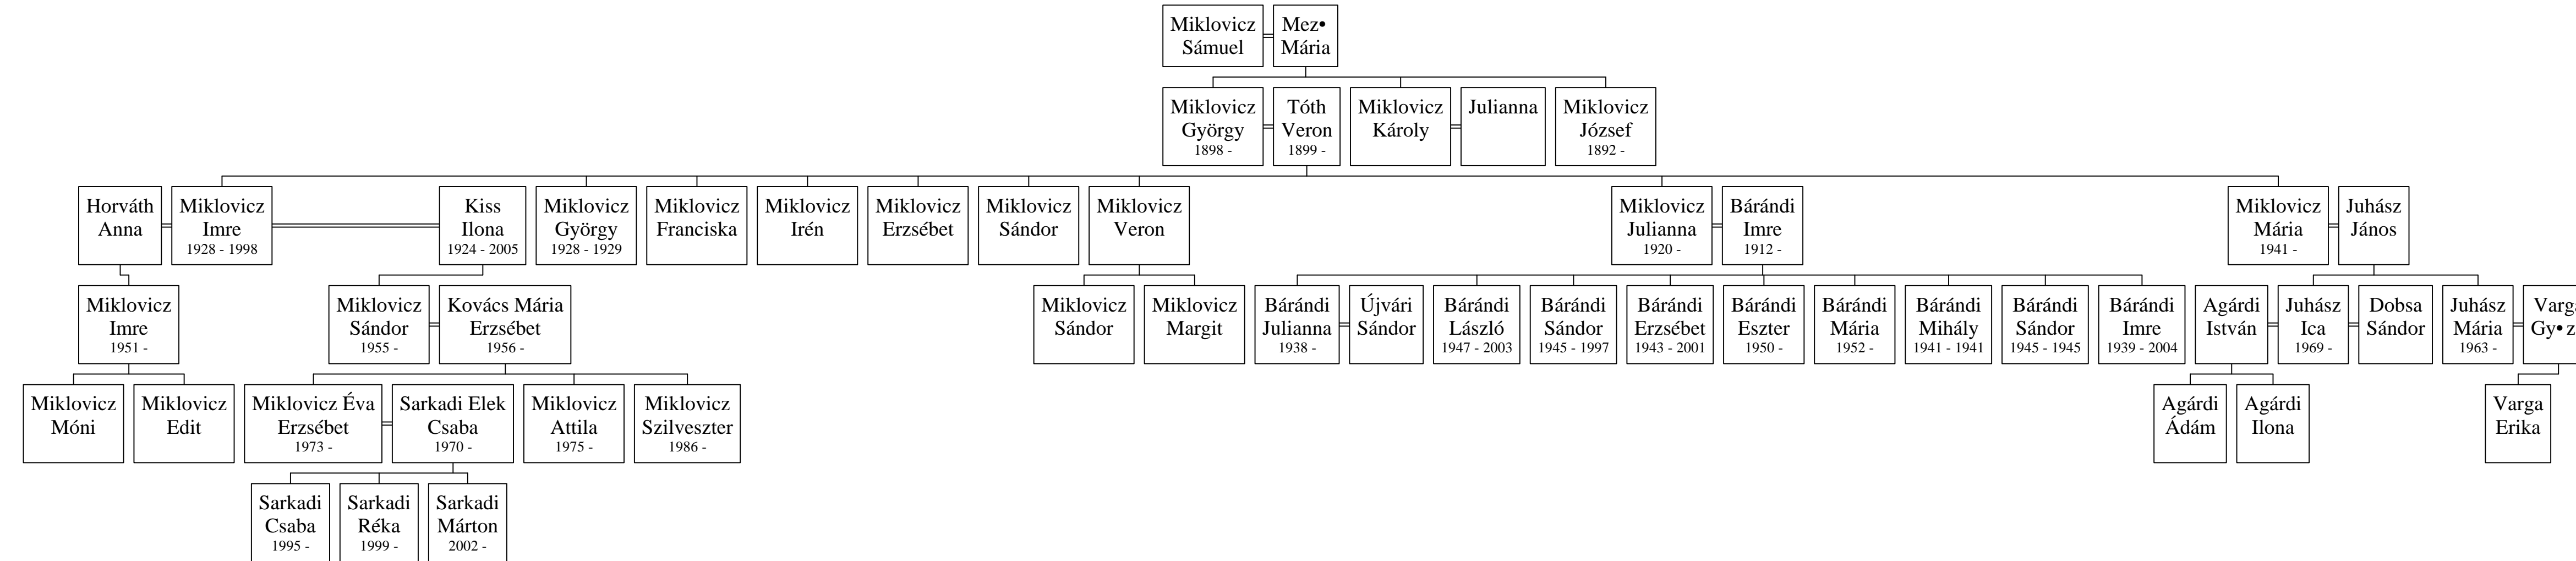 Miklovicz
Sámuel
Mez•
Mária
Miklovicz
György
1898 -
Tóth
Veron
1899 -
Miklovicz
Károly
Julianna
Miklovicz
József
1892 -
Horváth
Anna
Miklovicz
Imre
1928 - 1998
Kiss
Ilona
1924 - 2005
Miklovicz
György
1928 - 1929
Miklovicz
Franciska
Miklovicz
Irén
Miklovicz
Erzsébet
Miklovicz
Sándor
Miklovicz
Veron
Miklovicz
Julianna
1920 -
Bárándi
Imre
1912 -
Miklovicz
Mária
1941 -
Juhász
János
Miklovicz
Imre
1951 -
Miklovicz
Sándor
1955 -
Kovács Mária
Erzsébet
1956 -
Miklovicz
Sándor
Miklovicz
Margit
Bárándi
Julianna
1938 -
Újvári
Sándor
Bárándi
László
1947 - 2003
Bárándi
Sándor
1945 - 1997
Bárándi
Erzsébet
1943 - 2001
Bárándi
Eszter
1950 -
Bárándi
Mária
1952 -
Bárándi
Mihály
1941 - 1941
Bárándi
Sándor
1945 - 1945
Bárándi
Imre
1939 - 2004
Agárdi
István
Juhász
Ica
1969 -
Dobsa
Sándor
Juhász
Mária
1963 -
Varg
Gy•z
Miklovicz
Móni
Miklovicz
Edit
Miklovicz Éva
Erzsébet
1973 -
Sarkadi Elek
Csaba
1970 -
Miklovicz
Attila
1975 -
Miklovicz
Szilveszter
1986 -
Agárdi
Ádám
Agárdi
Ilona
Varga
Erika
Sarkadi
Csaba
1995 -
Sarkadi
Réka
1999 -
Sarkadi
Márton
2002 -